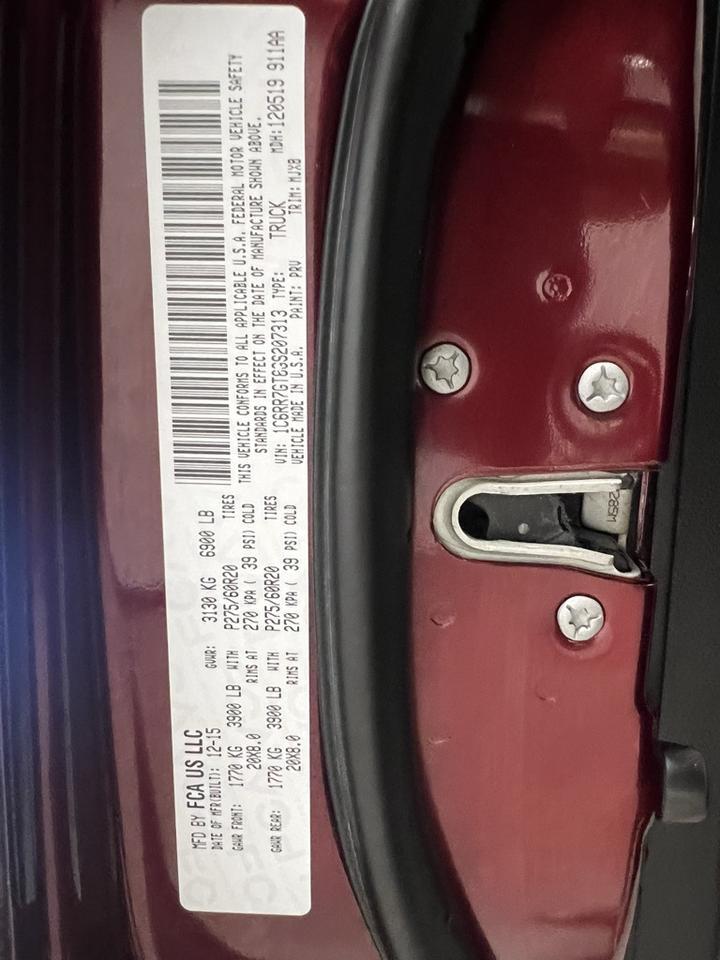 MFD BY FCA US LLC
DATE OF MFR(BUILT): 12-15 GVWR: 3130 KG 6900 LB
GAWR FRONT: 1770 KG 3900 LB WITH P275/60R20 TIRES
20X8.0 RIMS AT 270 KPA ( 39 PSI) COLD
GAWR REAR: 1770 KG 3900 LB WITH P275/60R20 TIRES
20X8.0 RIMS AT 270 KPA ( 39 PSI) COLD
THIS VEHICLE CONFORMS TO ALL APPLICABLE U.S.A. FEDERAL MOTOR VEHICLE SAFETY
STANDARDS IN EFFECT ON THE DATE OF MANUFACTURE SHOWN ABOVE.
VIN: 1C6RR7GT6GS207313 TYPE: TRUCK MDH:120519 911AA
VEHICLE MADE IN U.S.A. PAINT: PRV TRIM: MJX8